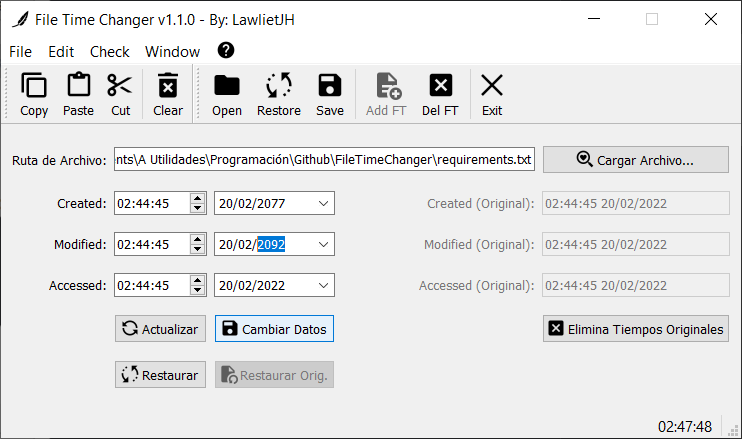 File Time Changer v1.1.0 - By: LawlietJH
File Edit Check Window ?
Copy Paste Cut Clear Open Restore Save Add FT Del FT Exit
Ruta de Archivo: ents\A Utilidades\Programación\Github\FileTimeChanger\requirements.txt Cargar Archivo...
Created: 02:44:45 20/02/2077 Created (Original): 02:44:45 20/02/2022
Modified: 02:44:45 20/02/2092 Modified (Original): 02:44:45 20/02/2022
Accessed: 02:44:45 20/02/2022 Accessed (Original): 02:44:45 20/02/2022
Actualizar Cambiar Datos Elimina Tiempos Originales
Restaurar Restaurar Orig.
02:47:48